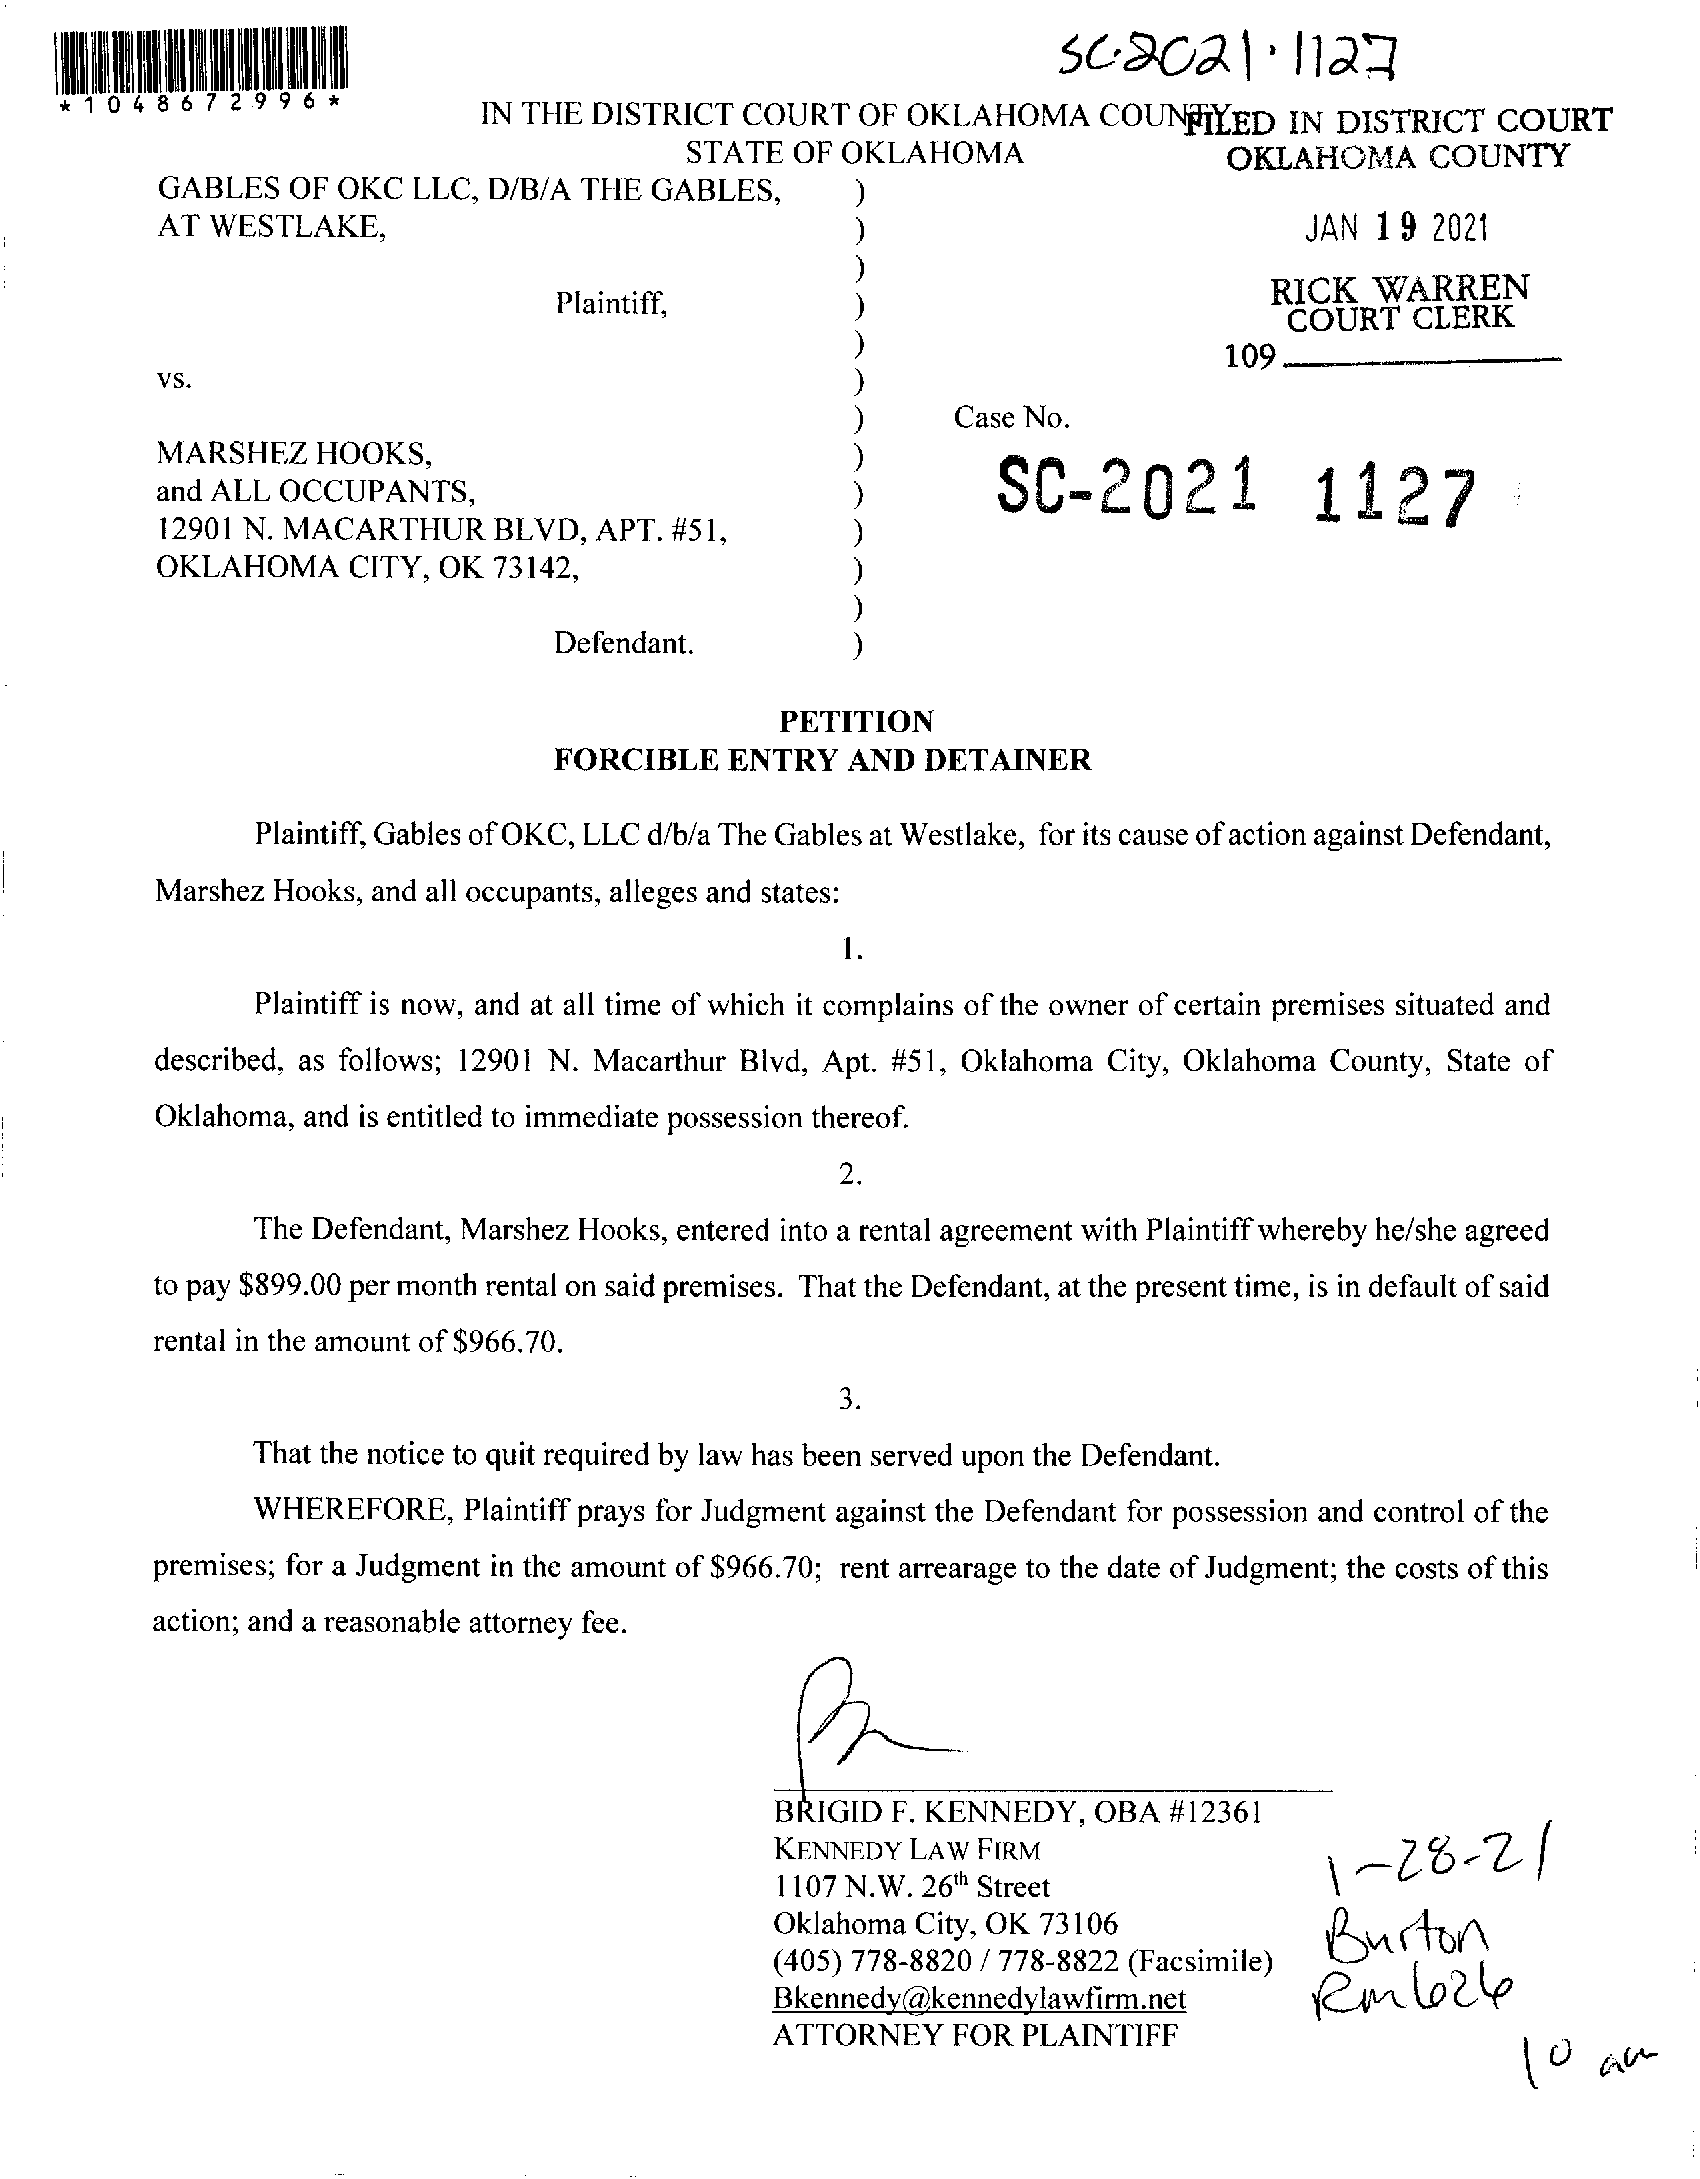 SC-2021-1127
*1048672996*
IN THE DISTRICT COURT OF OKLAHOMA COUNTY
STATE OF OKLAHOMA
FILED IN DISTRICT COURT
OKLAHOMA COUNTY
JAN 19 2021
RICK WARREN
COURT CLERK
109
GABLES OF OKC LLC, D/B/A THE GABLES, )
AT WESTLAKE, )
)
Plaintiff, )
)
vs. )
) Case No.
MARSHEZ HOOKS, )
and ALL OCCUPANTS, ) SC-2021 1127
12901 N. MACARTHUR BLVD, APT. #51, )
OKLAHOMA CITY, OK 73142, )
)
Defendant. )
PETITION
FORCIBLE ENTRY AND DETAINER
Plaintiff, Gables of OKC, LLC d/b/a The Gables at Westlake, for its cause of action against Defendant,
Marshez Hooks, and all occupants, alleges and states:
1.
Plaintiff is now, and at all time of which it complains of the owner of certain premises situated and
described, as follows; 12901 N. Macarthur Blvd, Apt. #51, Oklahoma City, Oklahoma County, State of
Oklahoma, and is entitled to immediate possession thereof.
2.
The Defendant, Marshez Hooks, entered into a rental agreement with Plaintiff whereby he/she agreed
to pay $899.00 per month rental on said premises. That the Defendant, at the present time, is in default of said
rental in the amount of $966.70.
3.
That the notice to quit required by law has been served upon the Defendant.
WHEREFORE, Plaintiff prays for Judgment against the Defendant for possession and control of the
premises; for a Judgment in the amount of $966.70; rent arrearage to the date of Judgment; the costs of this
action; and a reasonable attorney fee.
BRIGID F. KENNEDY, OBA #12361
KENNEDY LAW FIRM
1107 N.W. 26th Street
Oklahoma City, OK 73106
(405) 778-8820 / 778-8822 (Facsimile)
Bkennedy@kennedylawfirm.net
ATTORNEY FOR PLAINTIFF
1-28-21
Burton
Rm 626
10 am